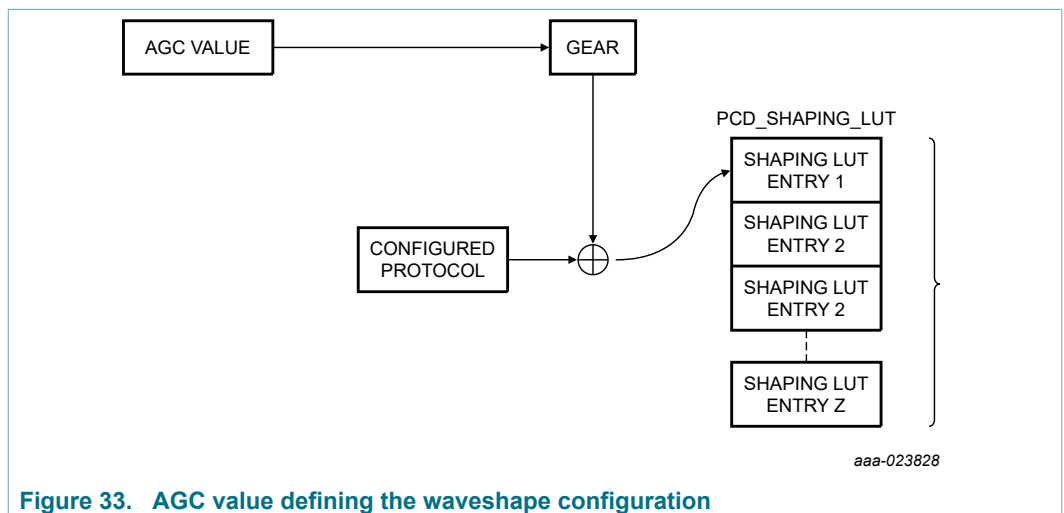 AGC VALUE
GEAR
PCD_SHAPING_LUT
SHAPING LUT
ENTRY 1
SHAPING LUT
ENTRY 2
SHAPING LUT
ENTRY 2
CONFIGURED
PROTOCOL
SHAPING LUT
ENTRY Z
aaa-023828
Figure 33. AGC value defining the waveshape configuration